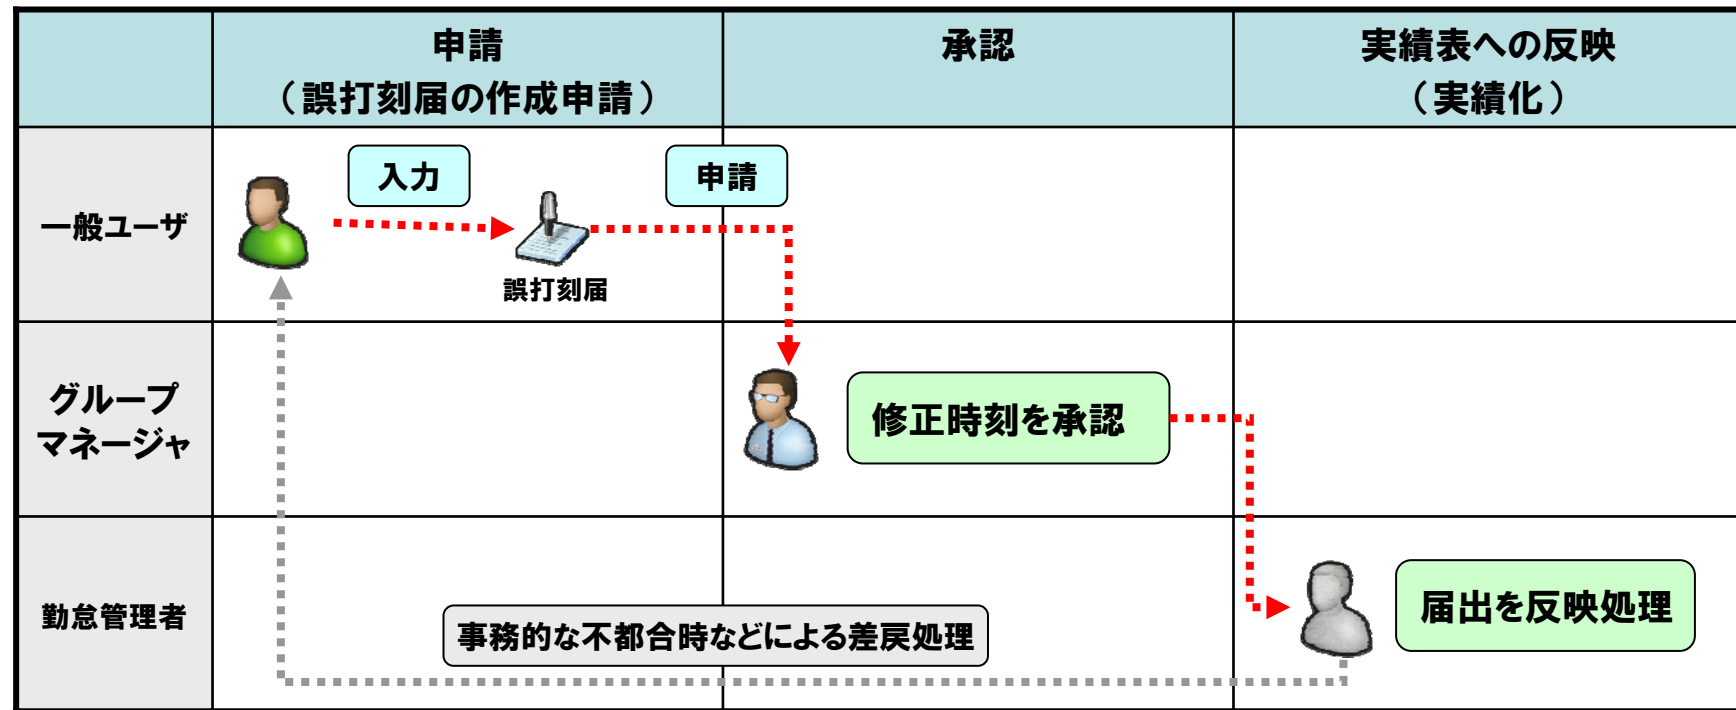 申請
（誤打刻届の作成申請）
承認
実績表への反映
（実績化）
一般ユーザ
入力
申請
誤打刻届
グループ
マネージャ
修正時刻を承認
勤怠管理者
事務的な不都合時などによる差戻処理
届出を反映処理